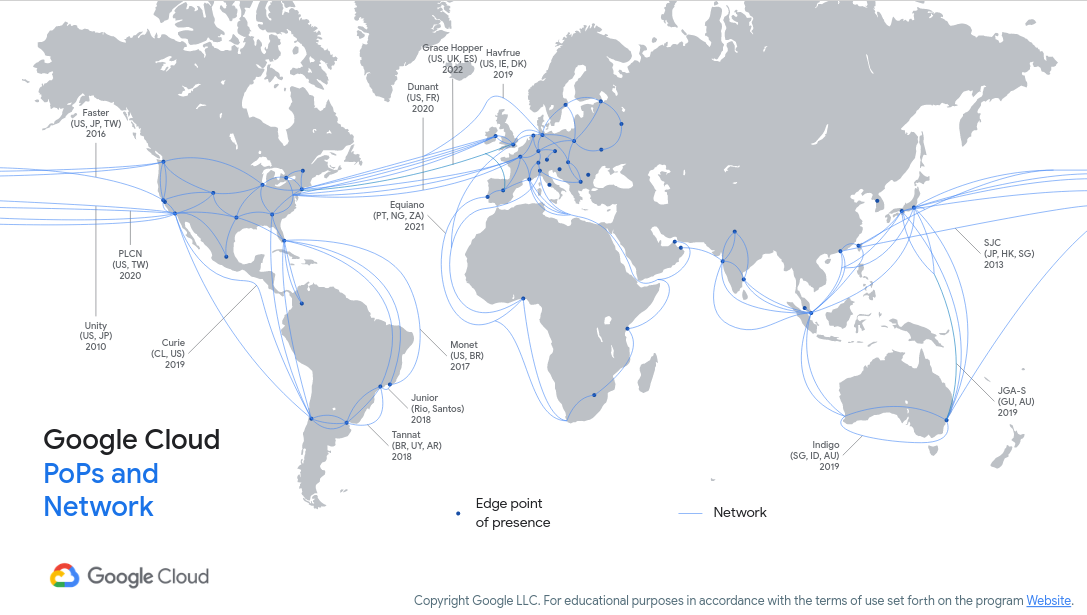 Grace Hopper
(US, UK, ES)
2022
Havfrue
(US, IE, DK)
2019
Dunant
(US, FR)
2020
Faster
(US, JP, TW)
2016
Equiano
(PT, NG, ZA)
2021
PLCN
(US, TW)
2020
SJC
(JP, HK, SG)
2013
Unity
(US, JP)
2010
Curie
(CL, US)
2019
Monet
(US, BR)
2017
Junior
(Rio, Santos)
2018
JGA-S
(GU, AU)
2019
Tannat
(BR, UY, AR)
2018
Indigo
(SG, ID, AU)
2019
Google Cloud
PoPs and
Network
Edge point
of presence
Network
Google Cloud
Copyright Google LLC. For educational purposes in accordance with the terms of use set forth on the program Website.